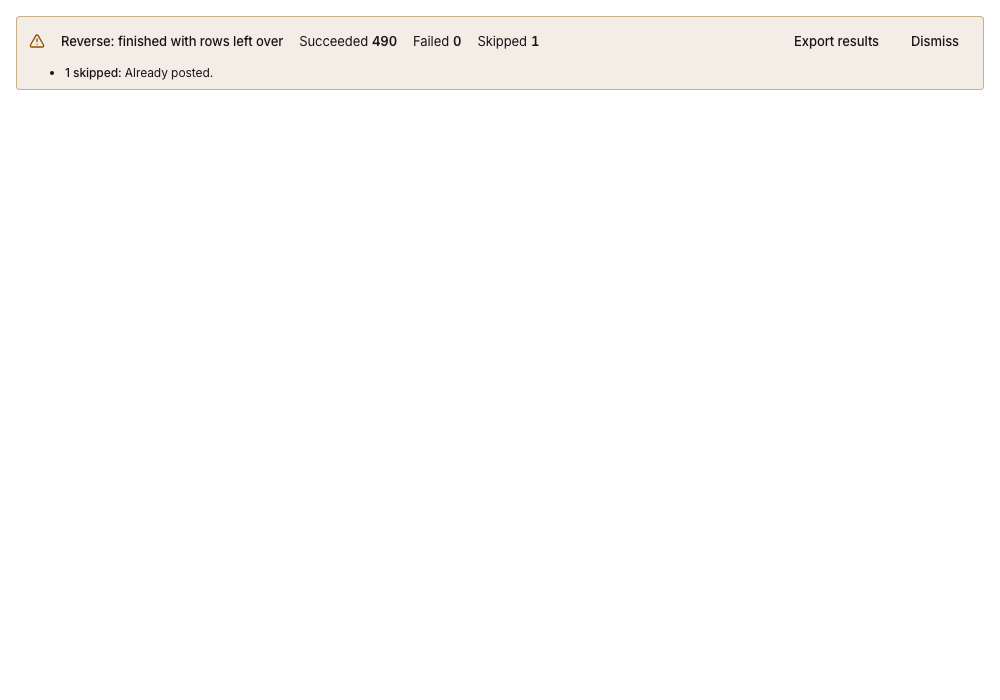 Reverse: finished with rows left over Succeeded 490 Failed 0 Skipped 1 Export results Dismiss
• 1 skipped: Already posted.